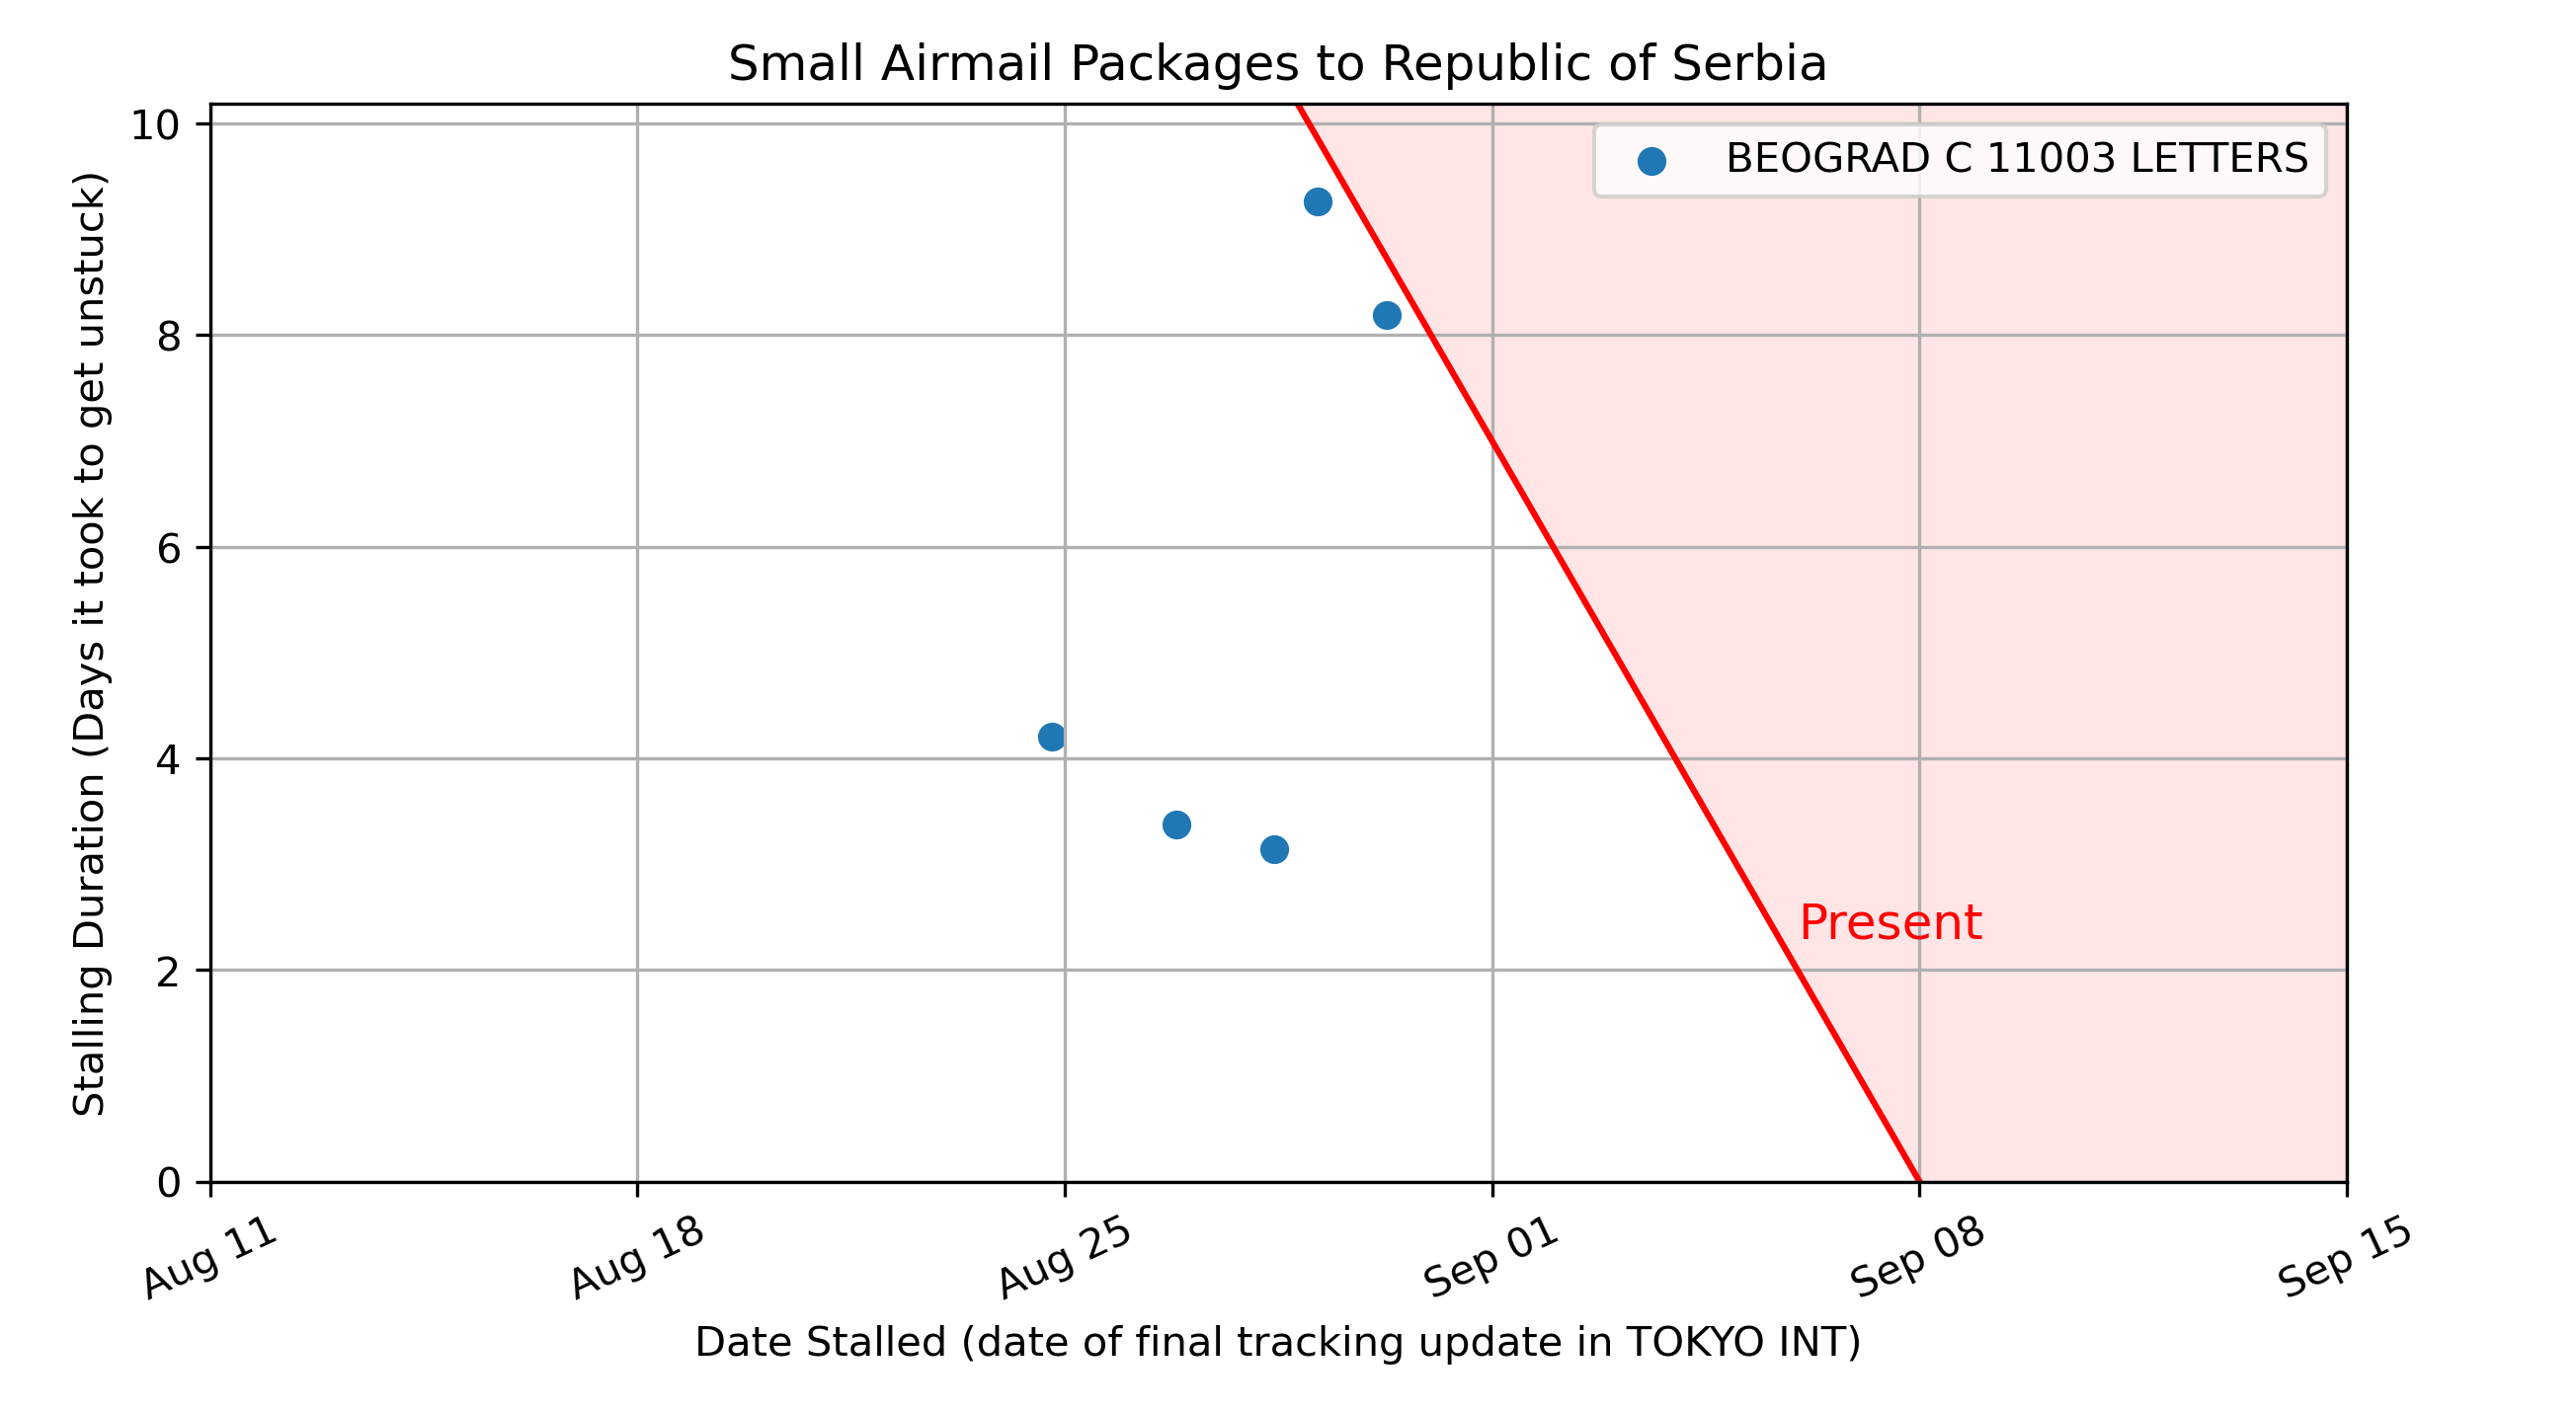 Small Airmail Packages to Republic of Serbia
BEOGRAD C 11003 LETTERS
Stalling Duration (Days it took to get unstuck)
10
8
6
4
2
0
Present
Aug 11
Aug 18
Aug 25
Sep 01
Sep 08
Sep 15
Date Stalled (date of final tracking update in TOKYO INT)